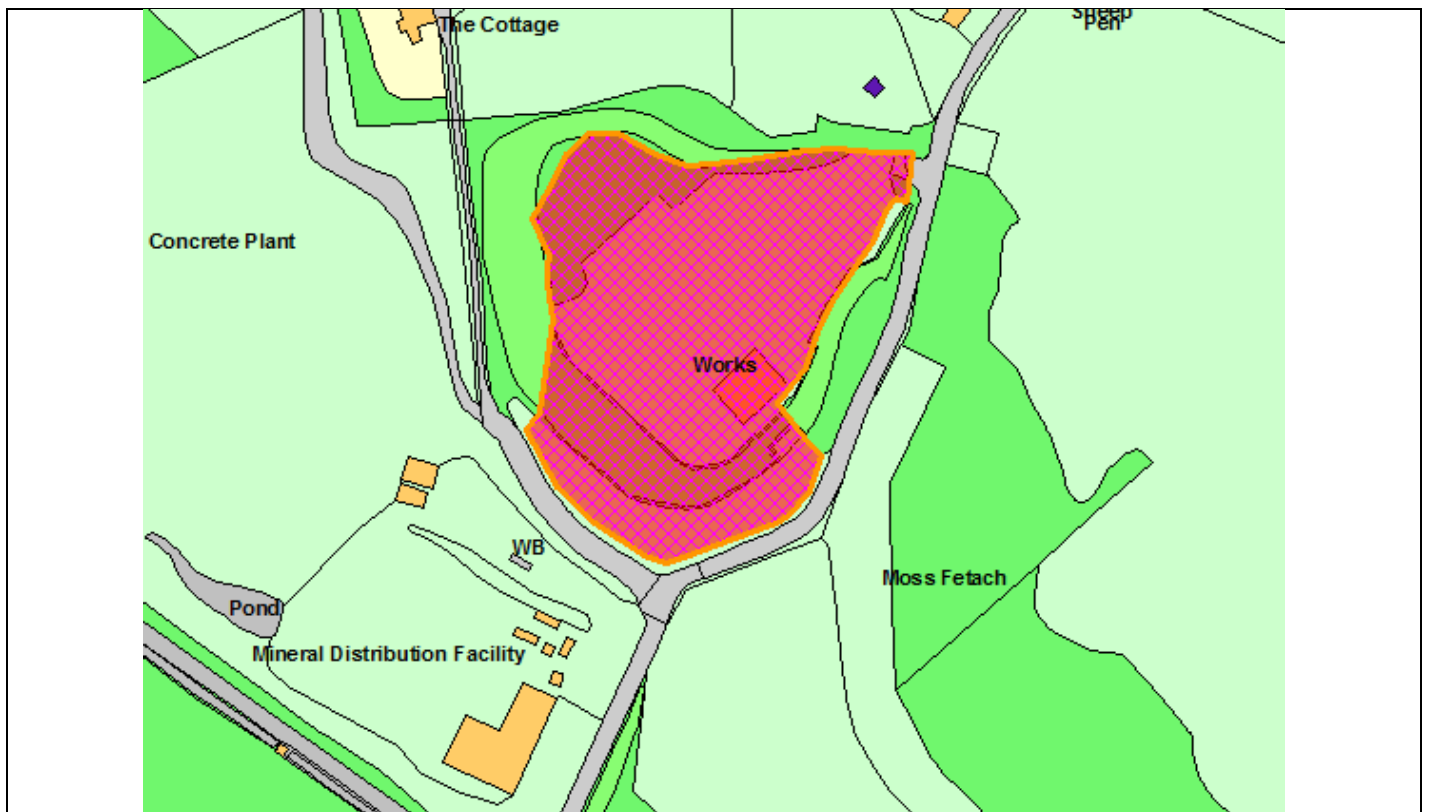 The Cottage
Sheep
Pen
Concrete Plant
Works
WB
Moss Fetach
Pond
Mineral Distribution Facility